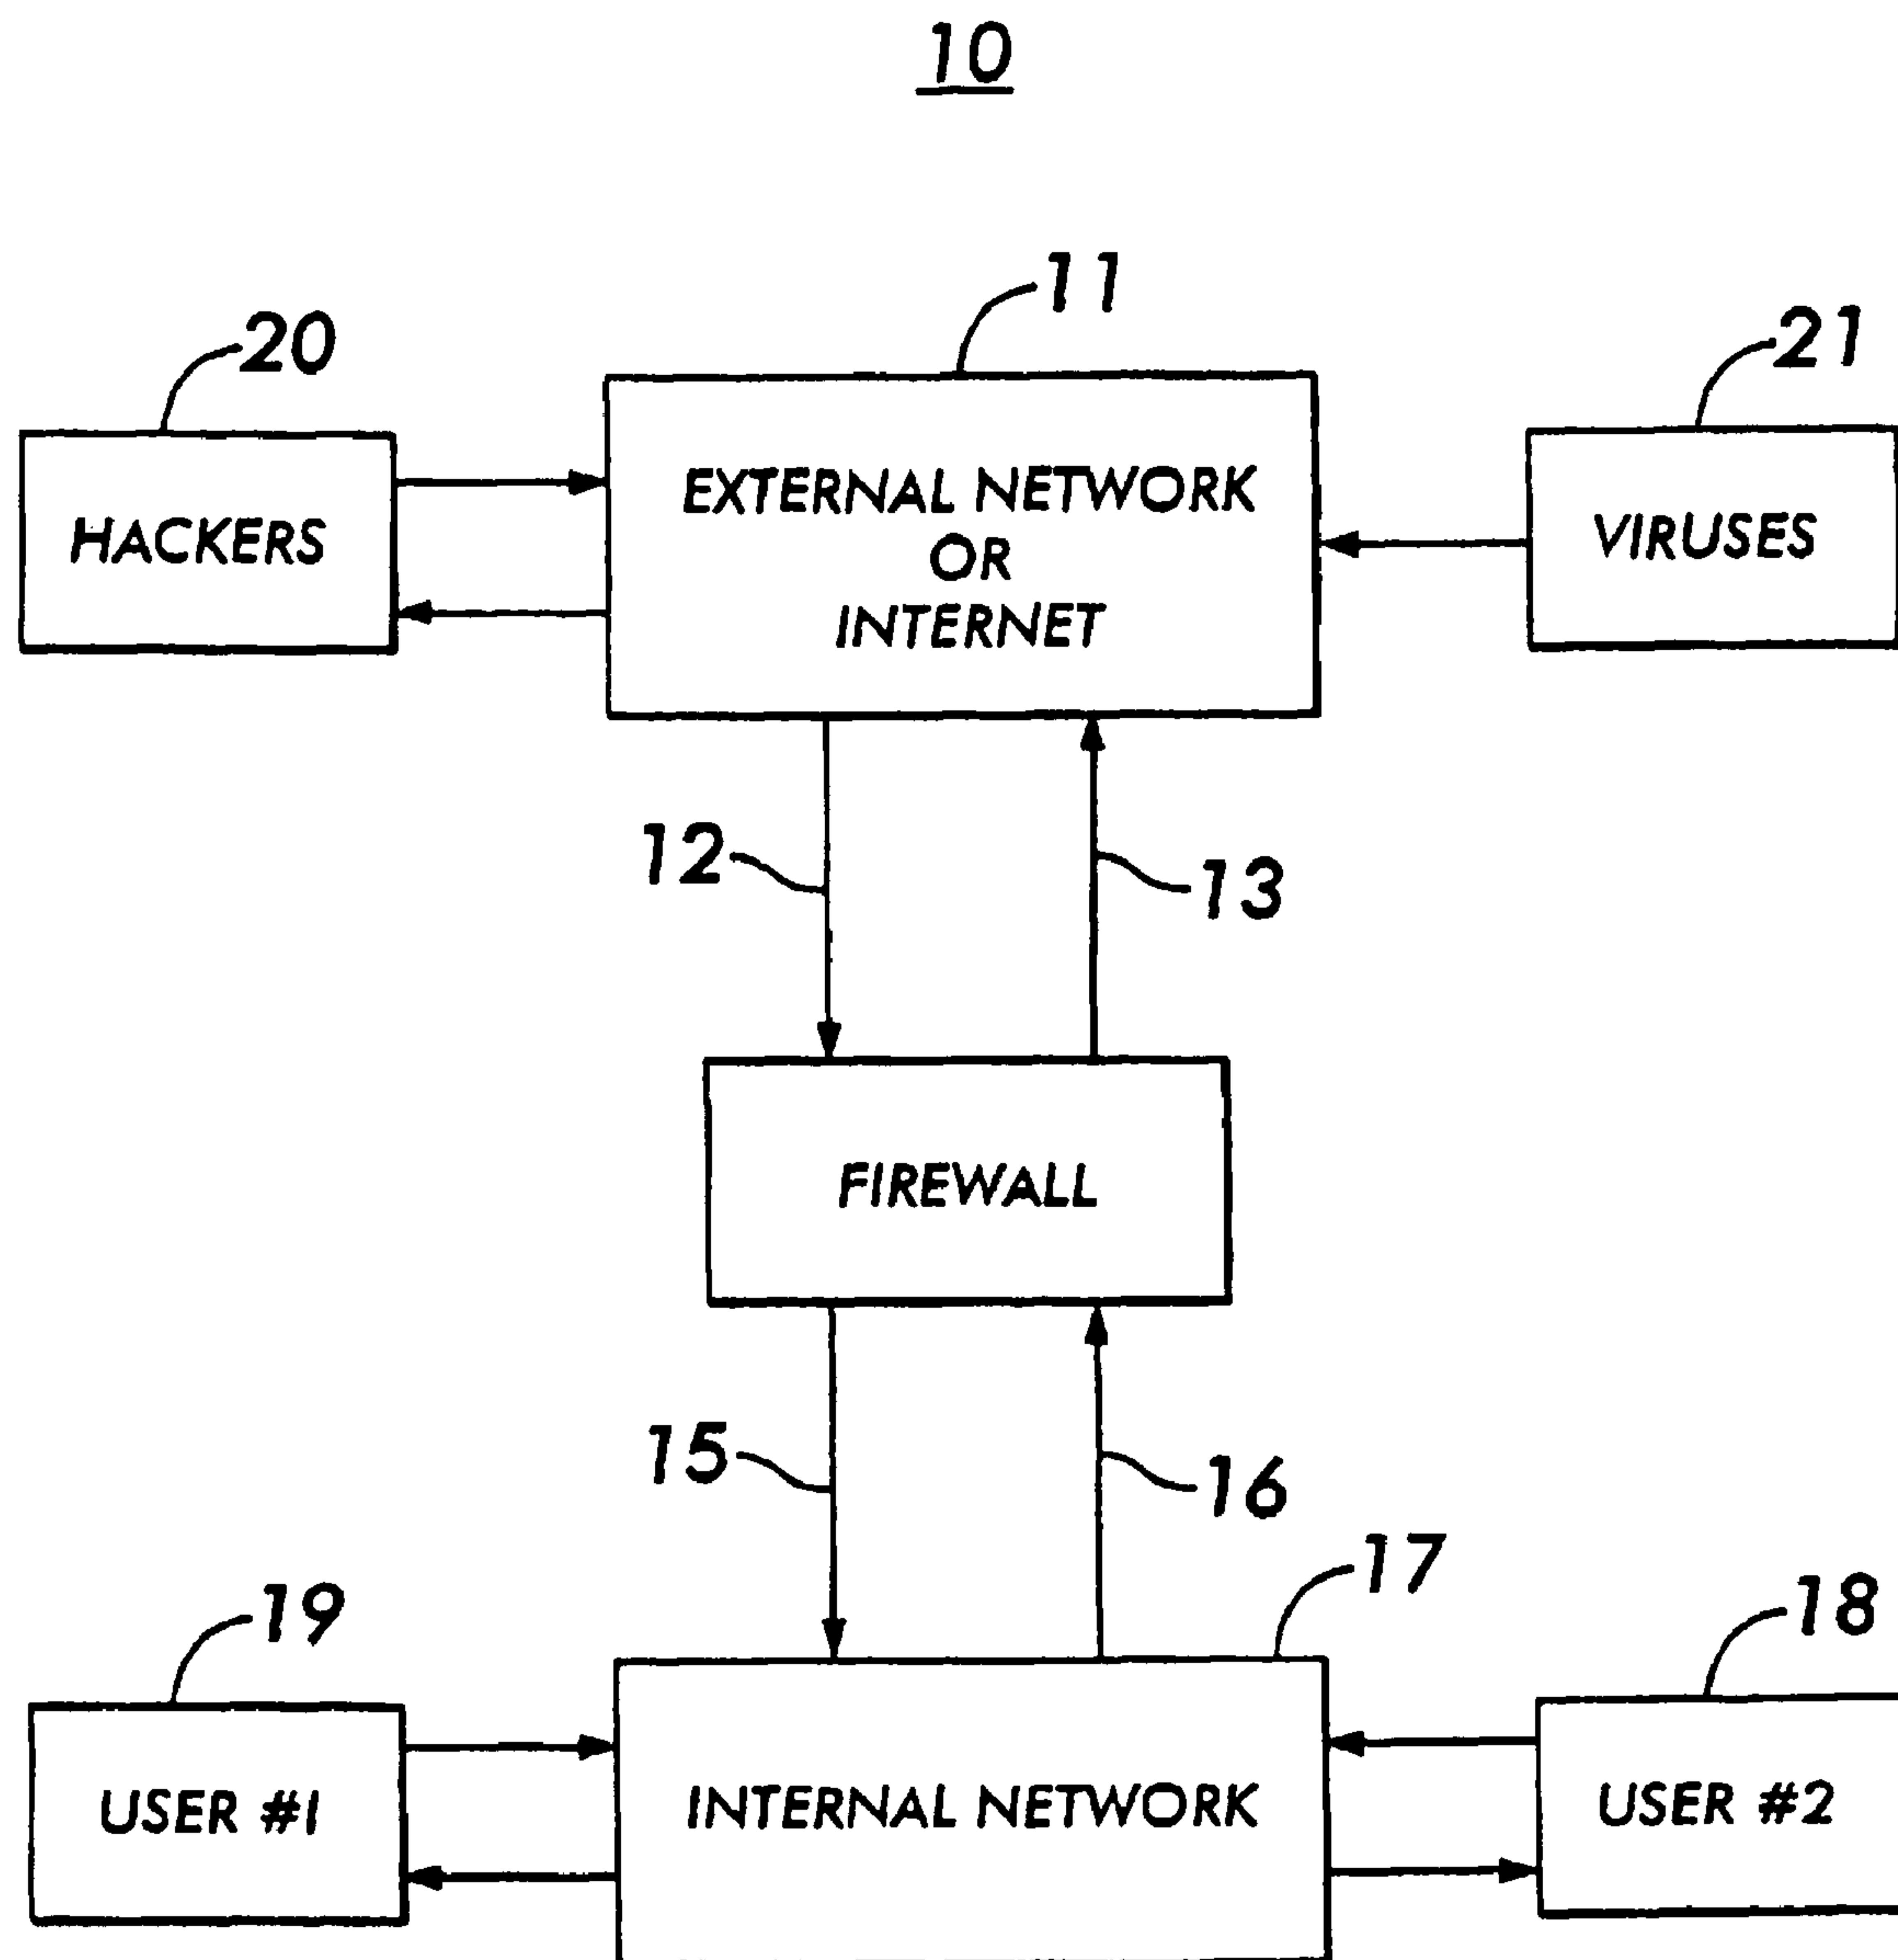 10
11
20
21
HACKERS
EXTERNAL NETWORK
OR
INTERNET
VIRUSES
12
13
FIREWALL
15
16
17
19
18
USER #1
INTERNAL NETWORK
USER #2